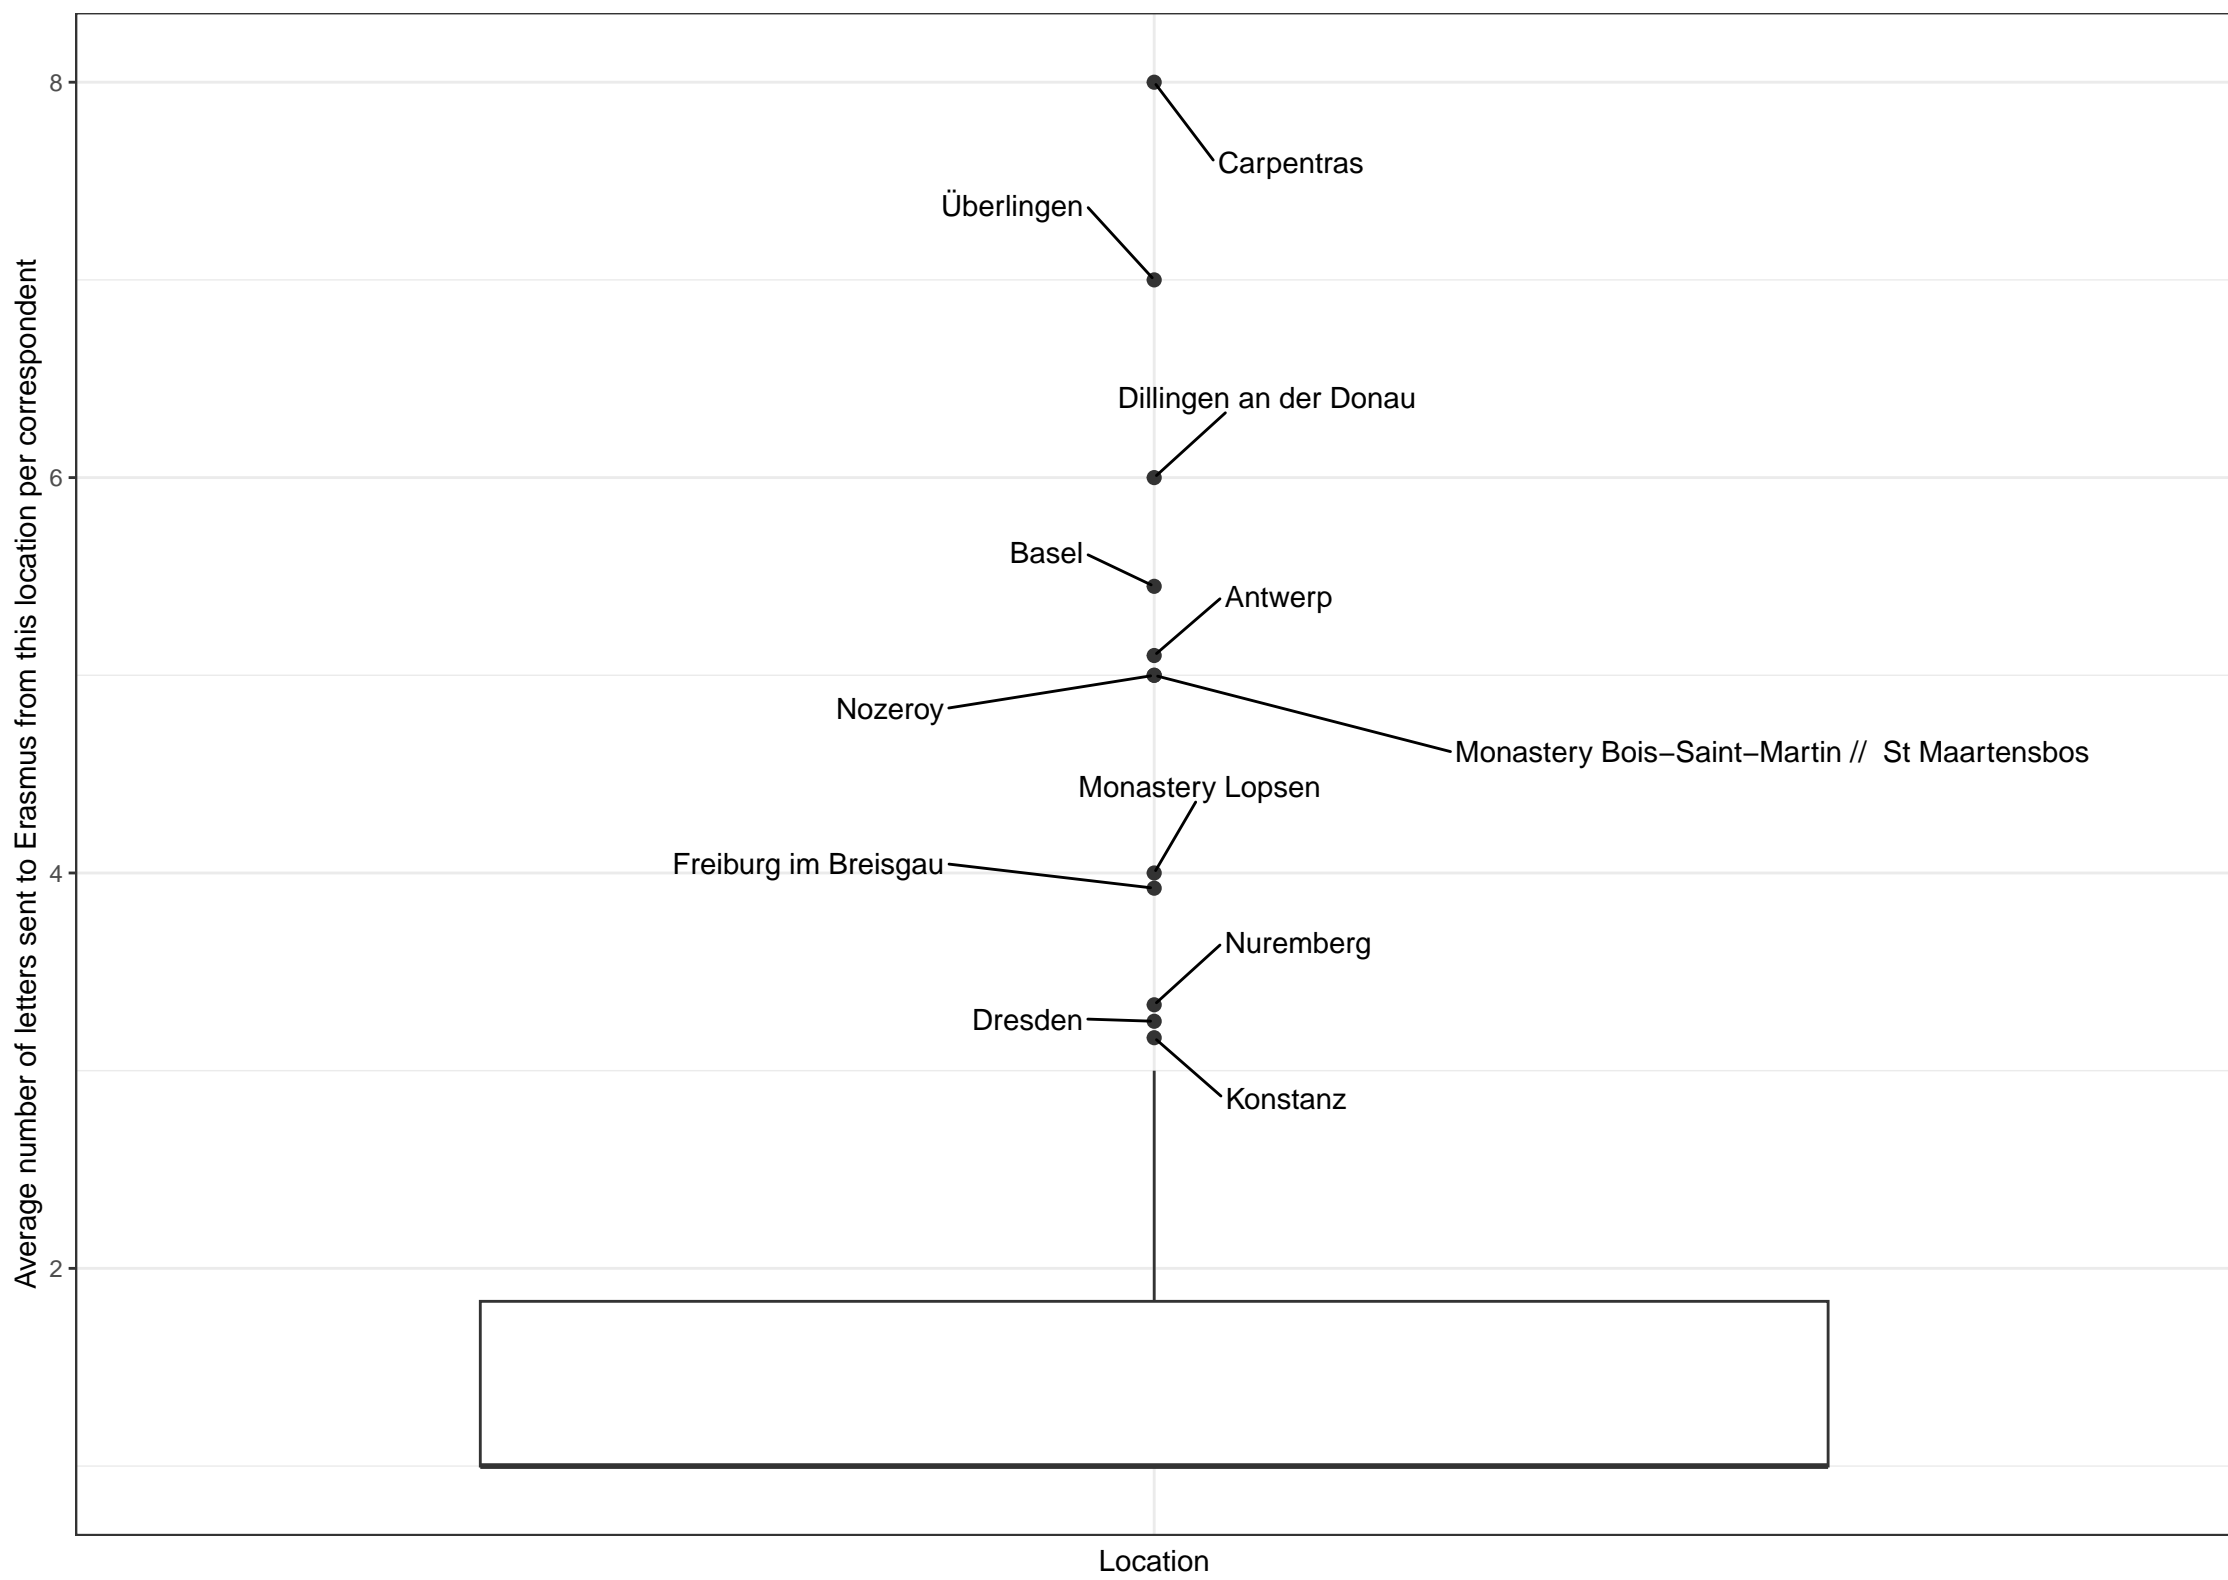 Average number of letters sent to Erasmus from this location per correspondent
8
Carpentras
Überlingen
Dillingen an der Donau
6
Basel
Antwerp
Nozeroy
Monastery Bois−Saint−Martin //  St Maartensbos
Monastery Lopsen
Freiburg im Breisgau
4
Nuremberg
Dresden
Konstanz
2
Location